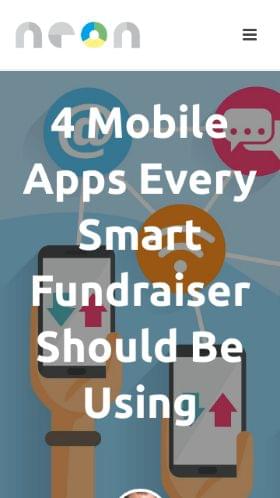 neon
4 Mobile
Apps Every
Smart
Fundraiser
Should Be
Using